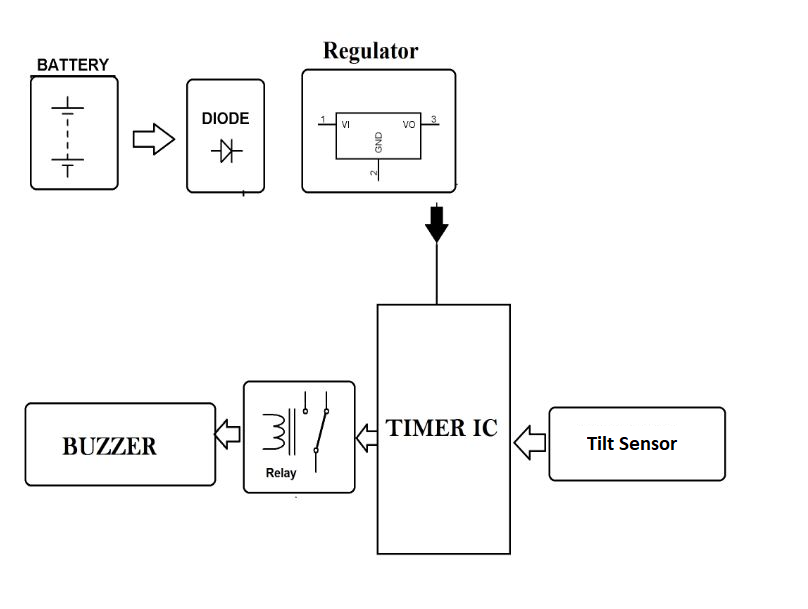 Regulator
BATTERY
DIODE
1
VI
VO
3
GND
2
TIMER IC
BUZZER
Relay
Tilt Sensor